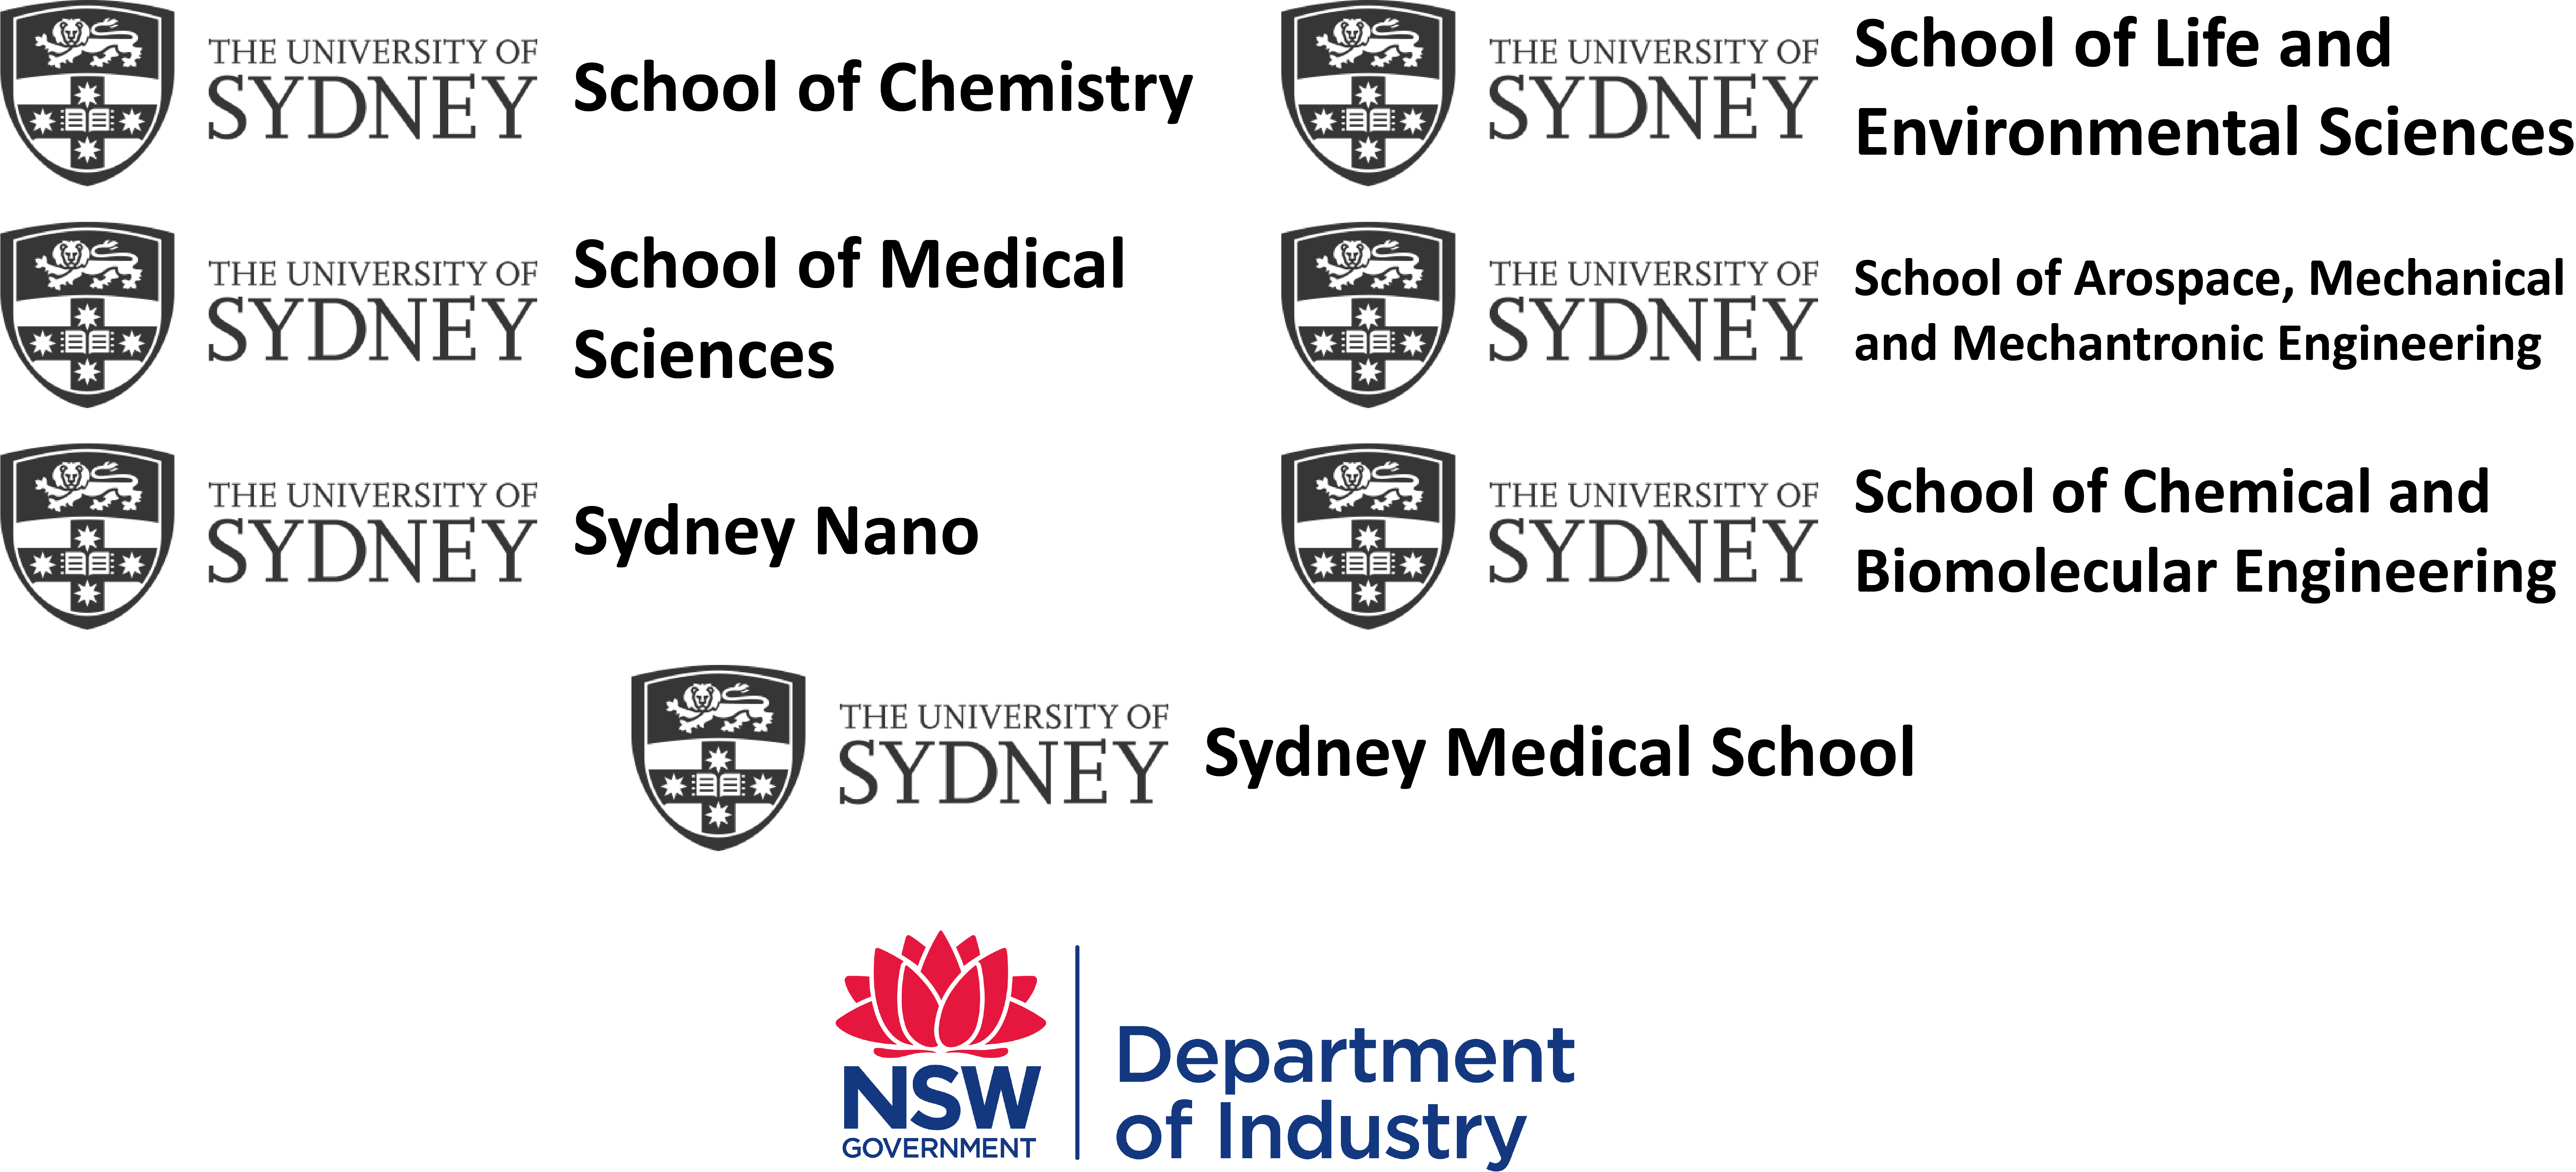 THE UNIVERSITY OF
SYDNEY
School of Chemistry
THE UNIVERSITY OF
SYDNEY
School of Life and
Environmental Sciences
THE UNIVERSITY OF
SYDNEY
School of Medical
Sciences
THE UNIVERSITY OF
SYDNEY
School of Arospace, Mechanical
and Mechantronic Engineering
THE UNIVERSITY OF
SYDNEY
Sydney Nano
THE UNIVERSITY OF
SYDNEY
School of Chemical and
Biomolecular Engineering
THE UNIVERSITY OF
SYDNEY
Sydney Medical School
NSW
GOVERNMENT
Department
of Industry